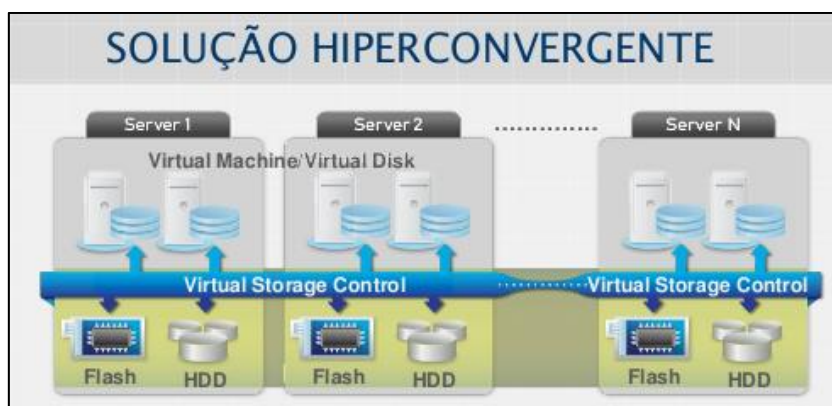 SOLUÇÃO HIPERCONVERGENTE
Server 1 Server 2 Server N
Virtual Machine/Virtual Disk
Virtual Storage Control Virtual Storage Control
Flash HDD Flash HDD Flash HDD